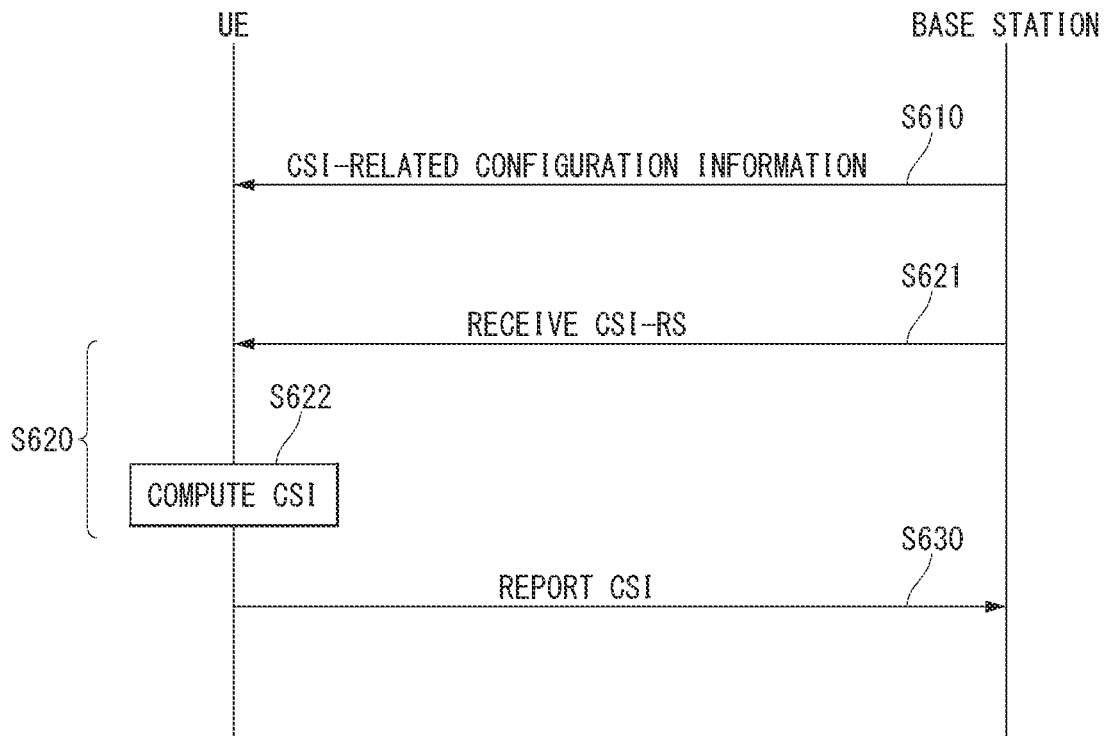 UE
BASE STATION
S610
CSI-RELATED CONFIGURATION INFORMATION
S621
RECEIVE CSI-RS
S622
S620
COMPUTE CSI
S630
REPORT CSI